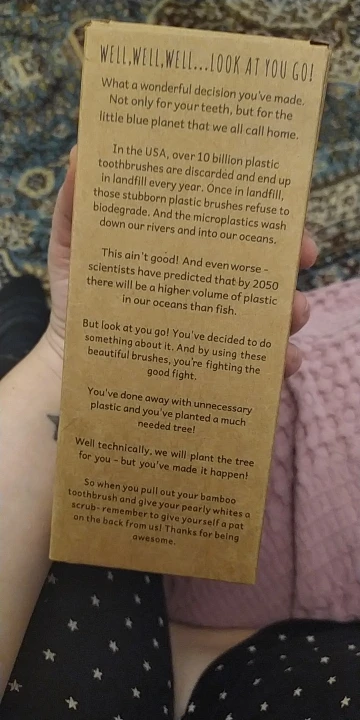 WELL,WELL,WELL...LOOK AT YOU GO!
What a wonderful decision you've made.
Not only for your teeth, but for the
little blue planet that we all call home.
In the USA, over 10 billion plastic
toothbrushes are discarded and end up
in landfill every year. Once in landfill,
those stubborn plastic brushes refuse to
biodegrade. And the microplastics wash
down our rivers and into our oceans.
This ain't good! And even worse -
scientists have predicted that by 2050
there will be a higher volume of plastic
in our oceans than fish.
But look at you go! You've decided to do
something about it. And by using these
beautiful brushes, you're fighting the
good fight.
You've done away with unnecessary
plastic and you've planted a much
needed tree!
Well technically, we will plant the tree
for you - but you've made it happen!
So when you pull out your bamboo
toothbrush and give your pearly whites a
scrub- remember to give yourself a pat
on the back from us! Thanks for being
awesome.